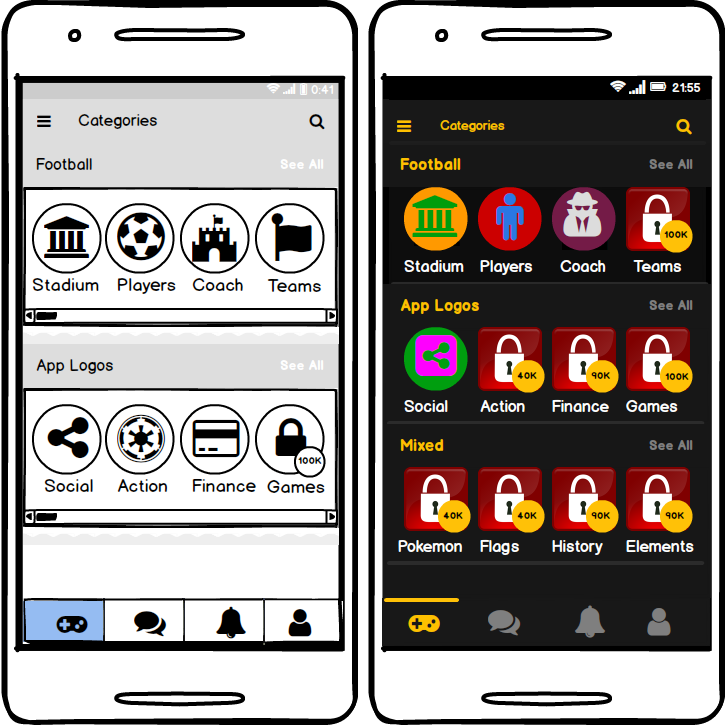 0:41
Categories
Football See All
Stadium Players Coach Teams
App Logos See All
100K
Social Action Finance Games
21:55
Categories
Football See All
100K
Stadium Players Coach Teams
App Logos See All
40K 90K 100K
Social Action Finance Games
Mixed See All
40K 40K 90K 90K
Pokemon Flags History Elements